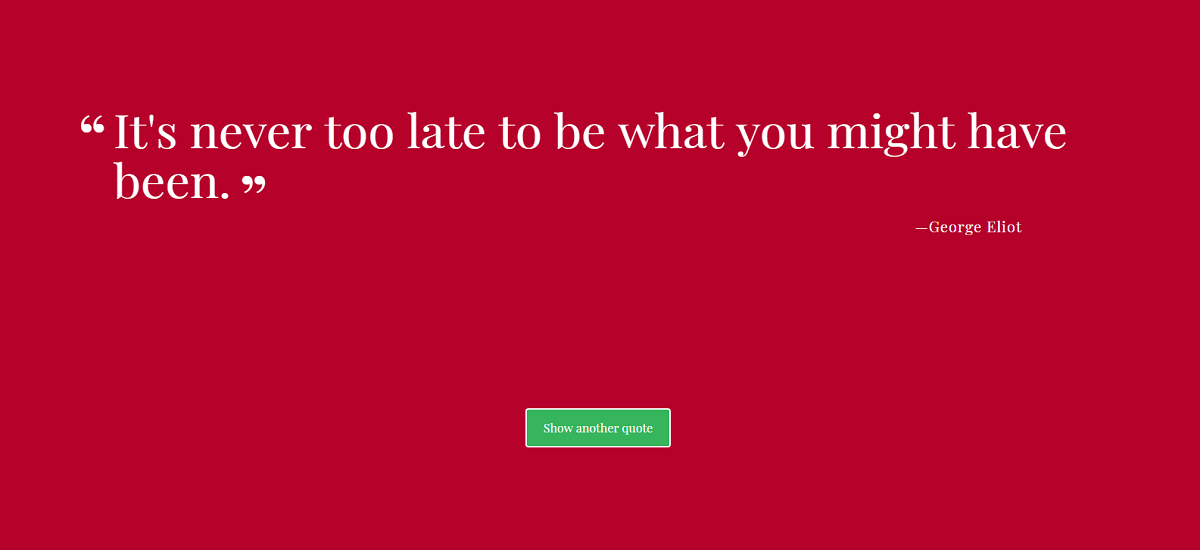 “ It's never too late to be what you might have
been. ”
—George Eliot
Show another quote